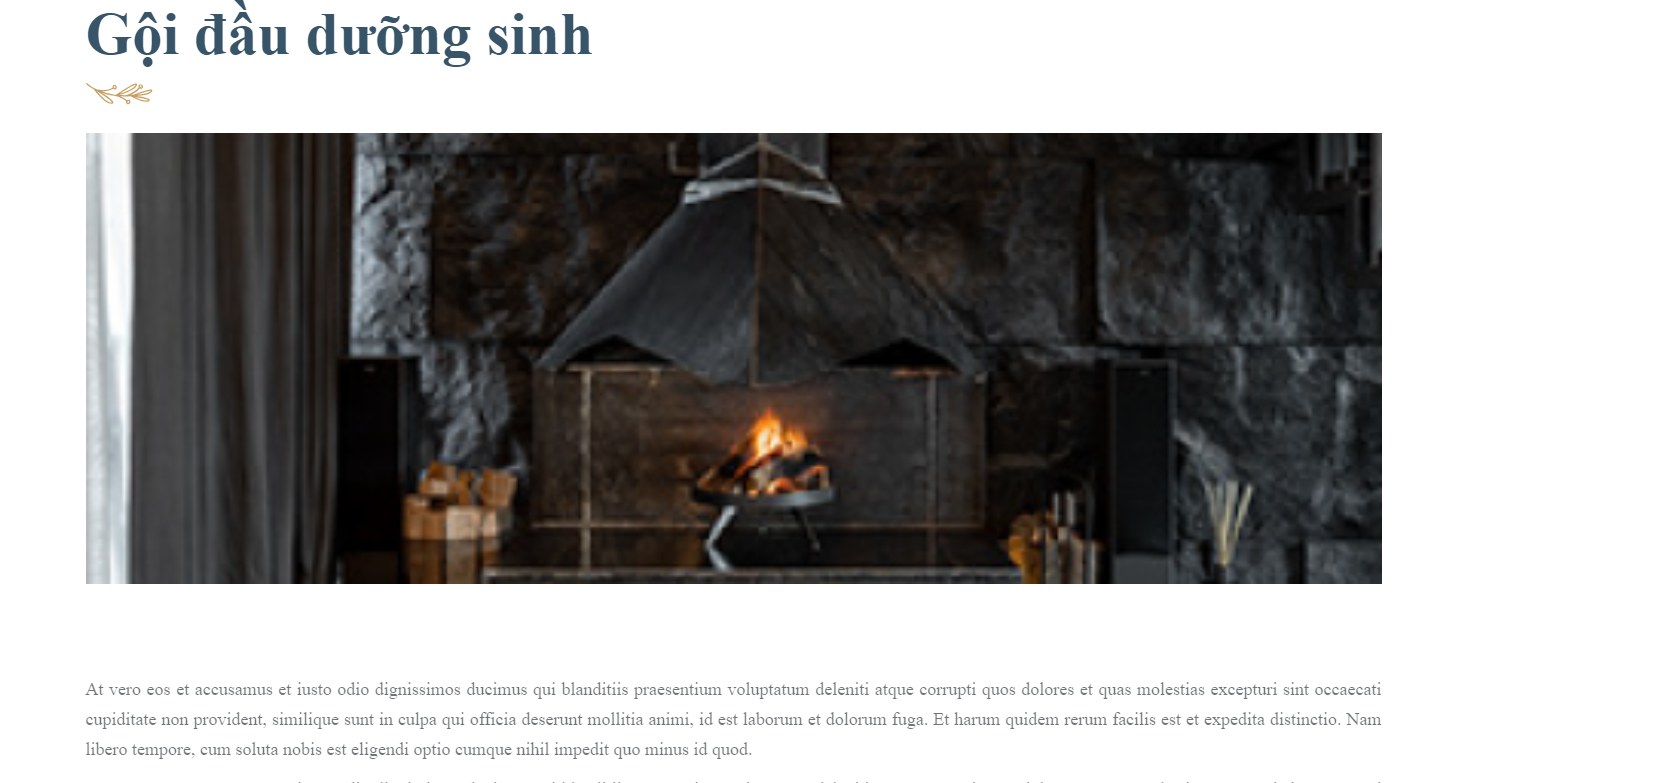 Gội đầu dưỡng sinh
At vero eos et accusamus et iusto odio dignissimos ducimus qui blanditiis praesentium voluptatum deleniti atque corrupti quos dolores et quas molestias excepturi sint occaecati
cupiditate non provident, similique sunt in culpa qui officia deserunt mollitia animi, id est laborum et dolorum fuga. Et harum quidem rerum facilis est et expedita distinctio. Nam
libero tempore, cum soluta nobis est eligendi optio cumque nihil impedit quo minus id quod.